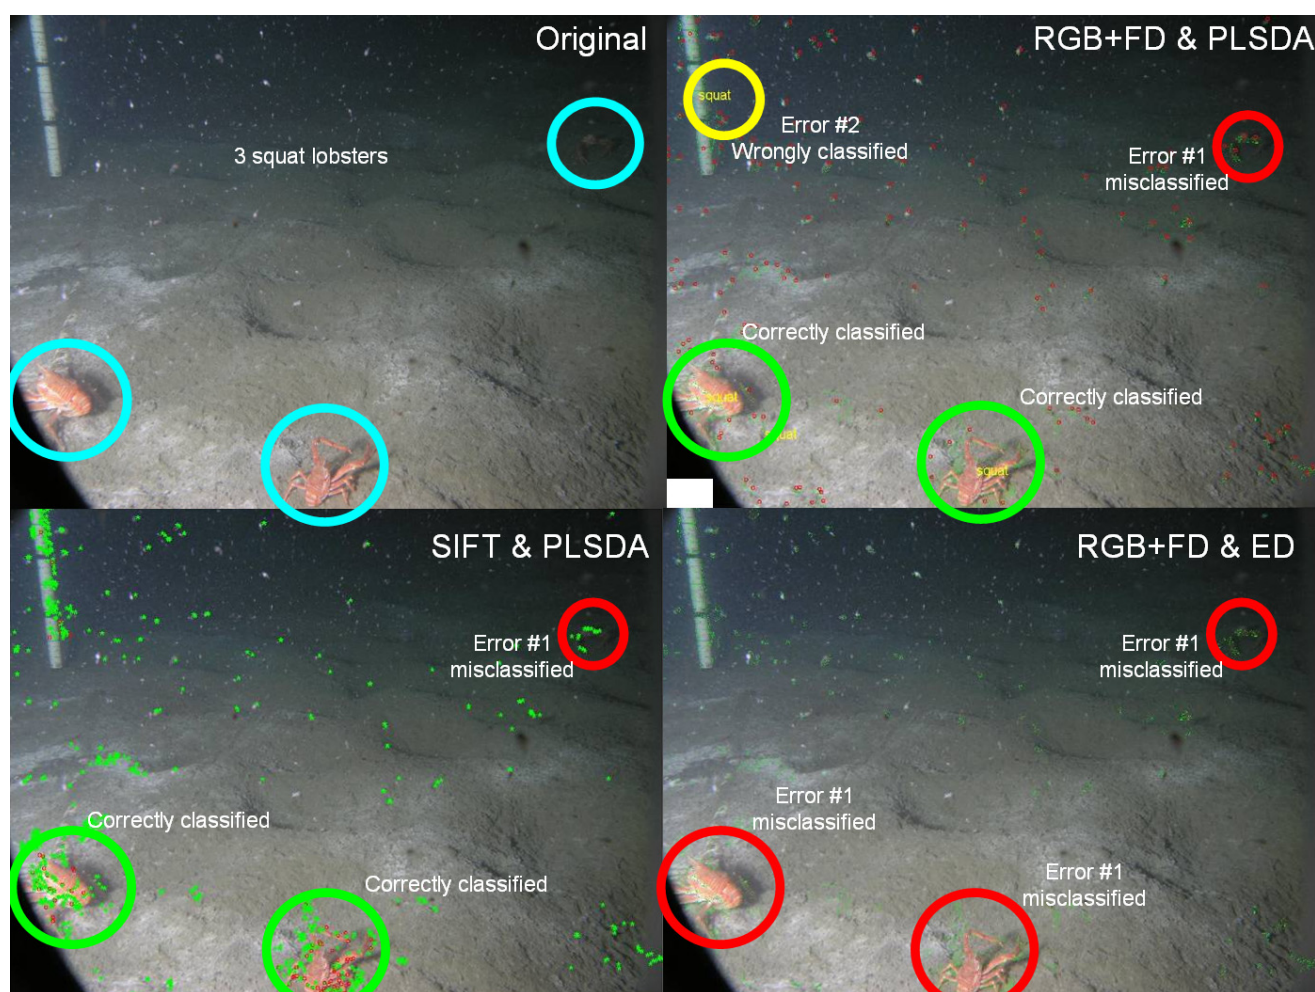 Original
3 squat lobsters
RGB+FD & PLSDA
squat
Error #2
Wrongly classified
Error #1
misclassified
Correctly classified
squat
Correctly classified
squat
squat
SIFT & PLSDA
Error #1
misclassified
Correctly classified
Correctly classified
RGB+FD & ED
Error #1
misclassified
Error #1
misclassified
Error #1
misclassified